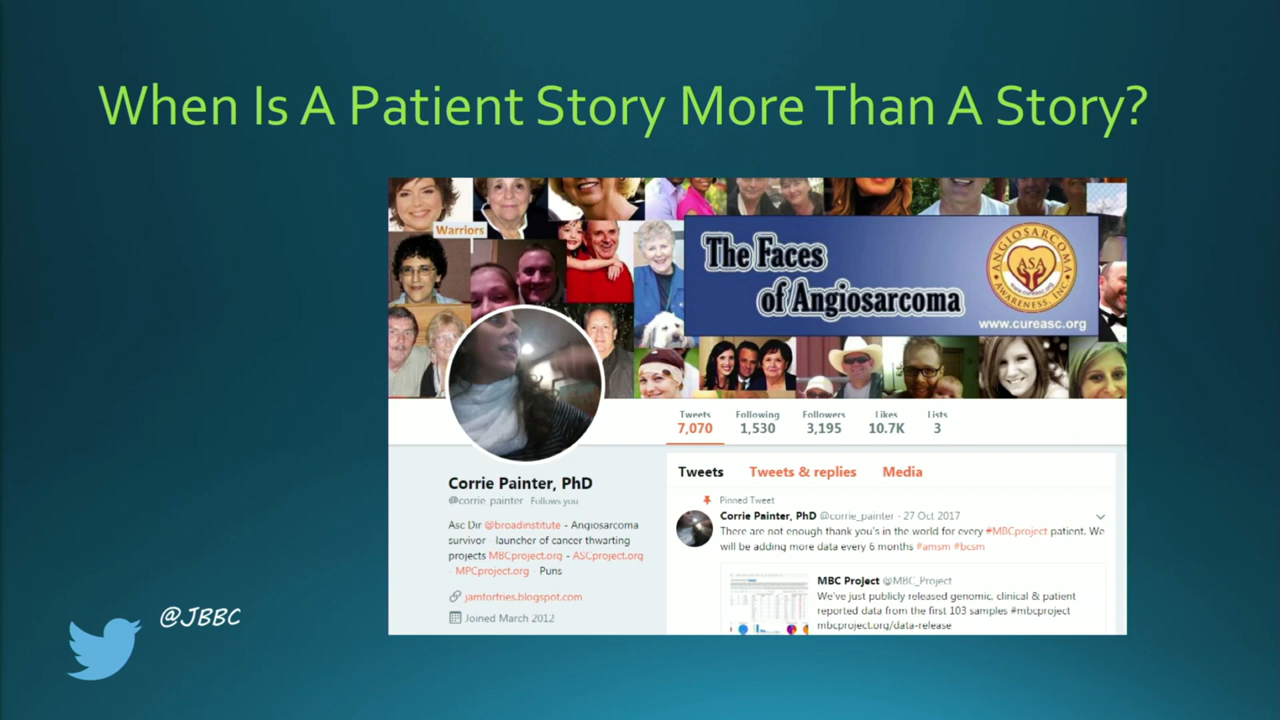 When Is A Patient Story More Than A Story?
Warriors
The Faces
of Angiosarcoma
ANGIOSARCOMA
ASA
www.cureasc.org
AWARENESS, INC.
www.cureasc.org
Tweets Following Followers Likes Lists
7,070 1,530 3,195 10.7K 3
Corrie Painter, PhD
@corrie_painter Follows you
Asc Dir @broadinstitute - Angiosarcoma
survivor - launcher of cancer thwarting
projects MBCproject.org - ASCproject.org
- MPCproject.org - Puns
jamfortries.blogspot.com
Joined March 2012
Tweets Tweets & replies Media
Pinned Tweet
Corrie Painter, PhD @corrie_painter · 27 Oct 2017
There are not enough thank you's in the world for every #MBCproject patient. We
will be adding more data every 6 months #amsm #bcsm
MBC Project @MBC_Project
We've just publicly released genomic, clinical & patient
reported data from the first 103 samples #mbcproject
mbcproject.org/data-release
@JBBC